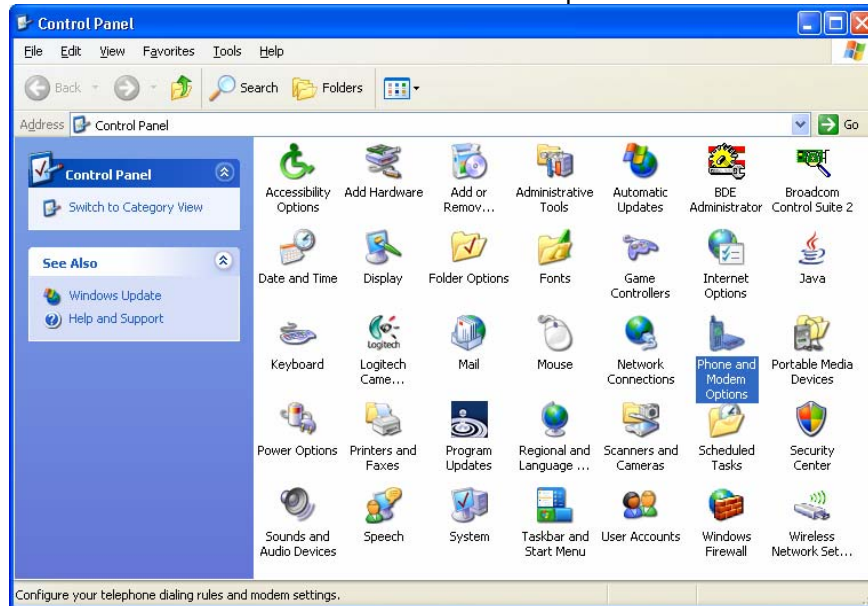 Control Panel
File Edit View Favorites Tools Help
Back Search Folders
Address Control Panel Go
Control Panel
Switch to Category View
See Also
Windows Update
Help and Support
Accessibility Options
Add Hardware
Add or Remov...
Administrative Tools
Automatic Updates
BDE Administrator
Broadcom Control Suite 2
Date and Time
Display
Folder Options
Fonts
Game Controllers
Internet Options
Java
Keyboard
Logitech
Logitech Came...
Mail
Mouse
Network Connections
Phone and Modem Options
Portable Media Devices
Power Options
Printers and Faxes
Program Updates
Regional and Language ...
Scanners and Cameras
Scheduled Tasks
Security Center
Sounds and Audio Devices
Speech
System
Taskbar and Start Menu
User Accounts
Windows Firewall
Wireless Network Set...
Configure your telephone dialing rules and modem settings.